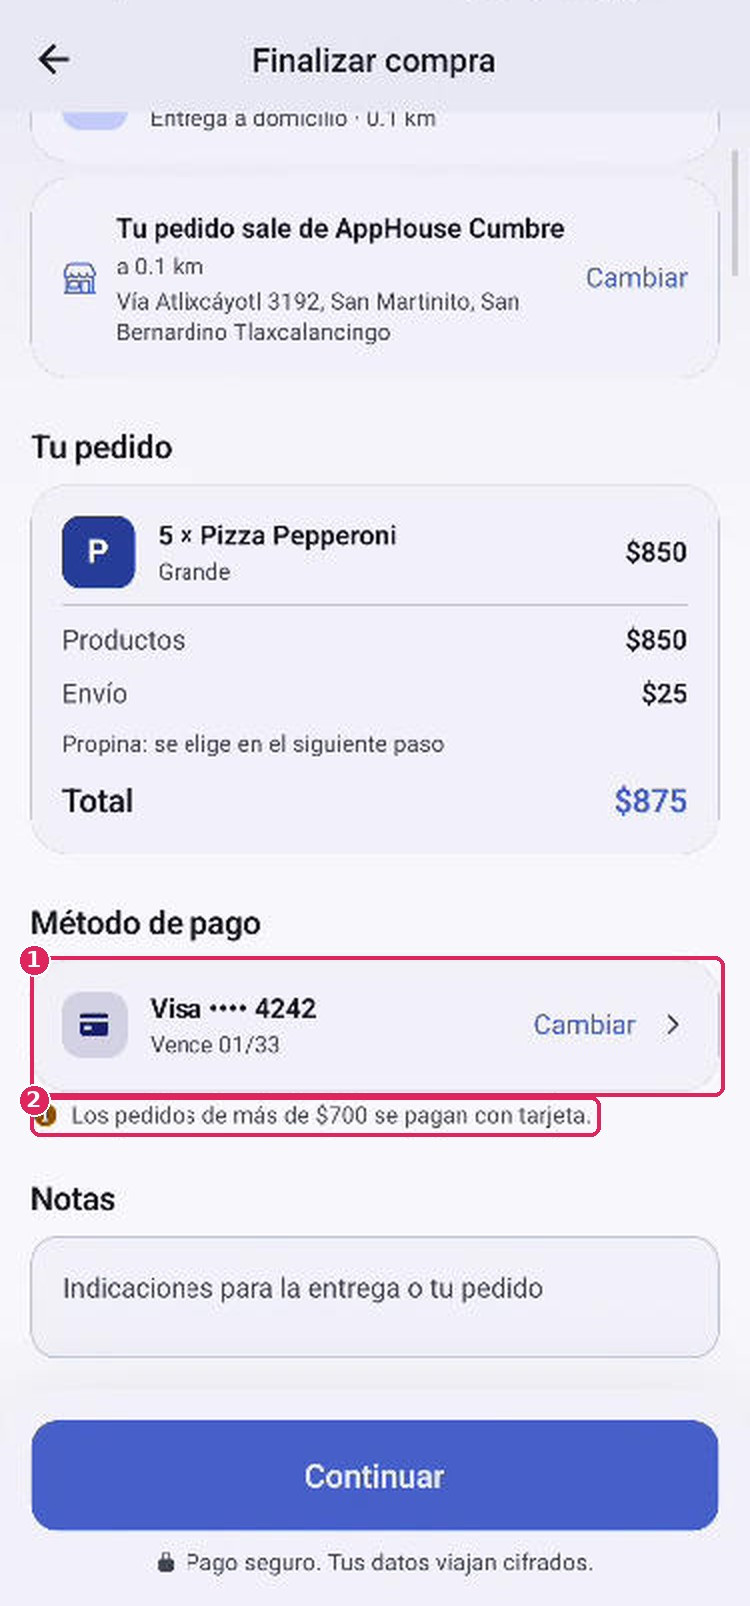 Finalizar compra
Entrega a domicilio · 0.1 km
Tu pedido sale de AppHouse Cumbre
a 0.1 km
Cambiar
Vía Atlixcáyotl 3192, San Martinito, San
Bernardino Tlaxcalancingo
Tu pedido
P
5 × Pizza Pepperoni
$850
Grande
Productos
$850
Envío
$25
Propina: se elige en el siguiente paso
Total
$875
Método de pago
1
Visa •••• 4242
Cambiar
Vence 01/33
2
Los pedidos de más de $700 se pagan con tarjeta.
Notas
Indicaciones para la entrega o tu pedido
Continuar
Pago seguro. Tus datos viajan cifrados.